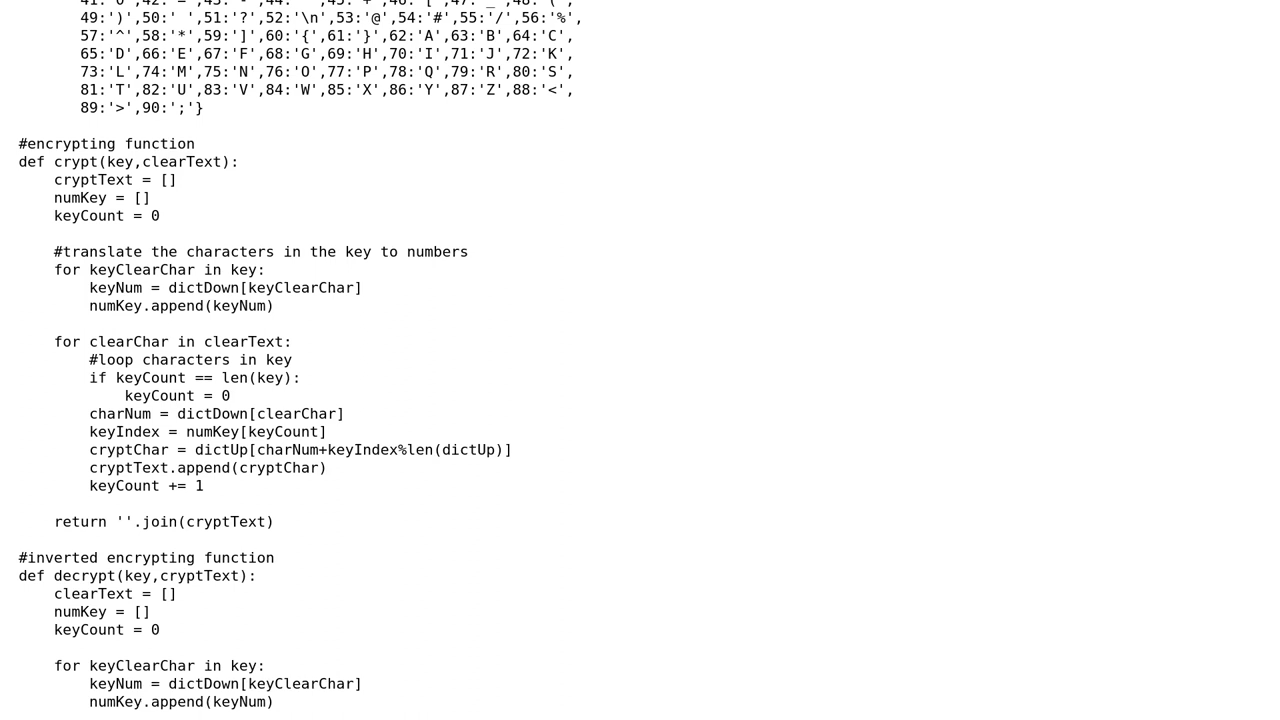 49:')',50:' ',51:'?',52:'\n',53:'@',54:'#',55:'/',56:'%',
57:'^',58:'*',59:']',60:'{',61:'}',62:'A',63:'B',64:'C',
65:'D',66:'E',67:'F',68:'G',69:'H',70:'I',71:'J',72:'K',
73:'L',74:'M',75:'N',76:'O',77:'P',78:'Q',79:'R',80:'S',
81:'T',82:'U',83:'V',84:'W',85:'X',86:'Y',87:'Z',88:'<',
89:'>',90:';'}
#encrypting function
def crypt(key,clearText):
cryptText = []
numKey = []
keyCount = 0
#translate the characters in the key to numbers
for keyClearChar in key:
keyNum = dictDown[keyClearChar]
numKey.append(keyNum)
for clearChar in clearText:
#loop characters in key
if keyCount == len(key):
keyCount = 0
charNum = dictDown[clearChar]
keyIndex = numKey[keyCount]
cryptChar = dictUp[charNum+keyIndex%len(dictUp)]
cryptText.append(cryptChar)
keyCount += 1
return ''.join(cryptText)
#inverted encrypting function
def decrypt(key,cryptText):
clearText = []
numKey = []
keyCount = 0
for keyClearChar in key:
keyNum = dictDown[keyClearChar]
numKey.append(keyNum)